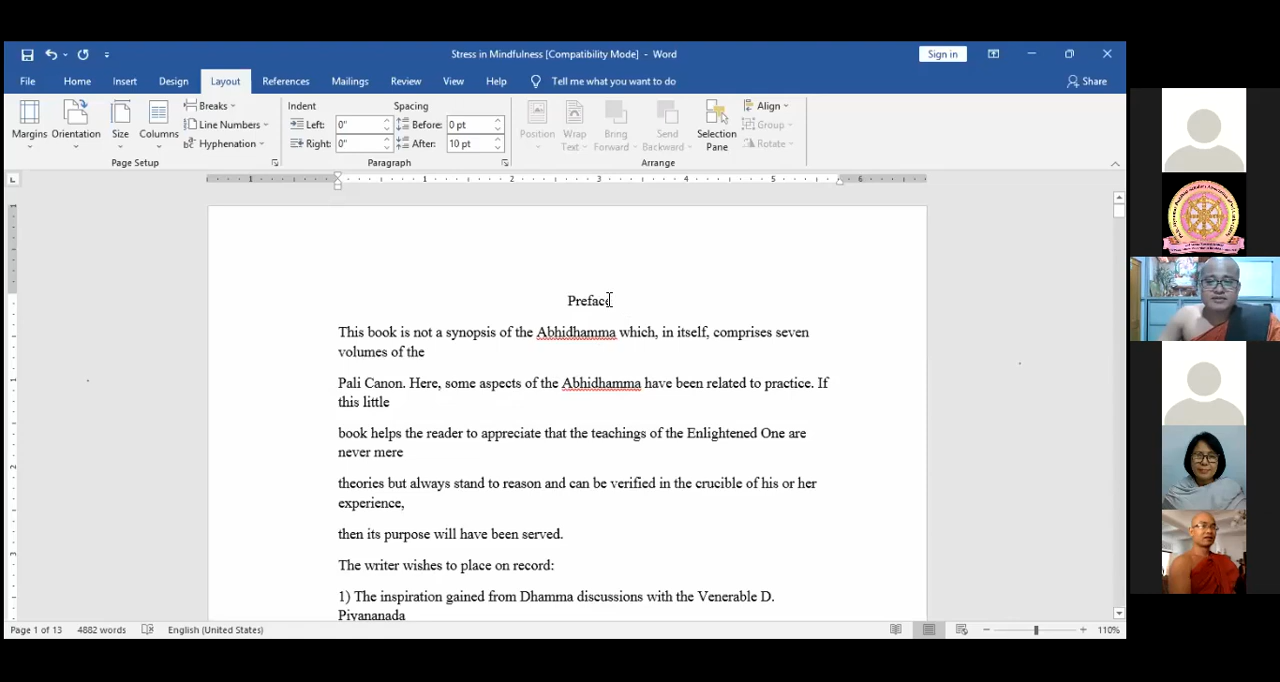 Stress in Mindfulness [Compatibility Mode] - Word
Sign in
File Home Insert Design Layout References Mailings Review View Help Tell me what you want to do Share
Margins Orientation Size Columns
Breaks
Line Numbers
Hyphenation
Page Setup
Indent Spacing
Left: 0" Before: 0 pt
Right: 0" After: 10 pt
Paragraph
Position Wrap Text Bring Forward Send Backward Selection Pane
Align
Group
Rotate
Arrange
1 1 2 3 4 5 6
Preface
This book is not a synopsis of the Abhidhamma which, in itself, comprises seven
volumes of the
Pali Canon. Here, some aspects of the Abhidhamma have been related to practice. If
this little
book helps the reader to appreciate that the teachings of the Enlightened One are
never mere
theories but always stand to reason and can be verified in the crucible of his or her
experience,
then its purpose will have been served.
The writer wishes to place on record:
1) The inspiration gained from Dhamma discussions with the Venerable D.
Piyananada
Page 1 of 13 4882 words English (United States) 110%